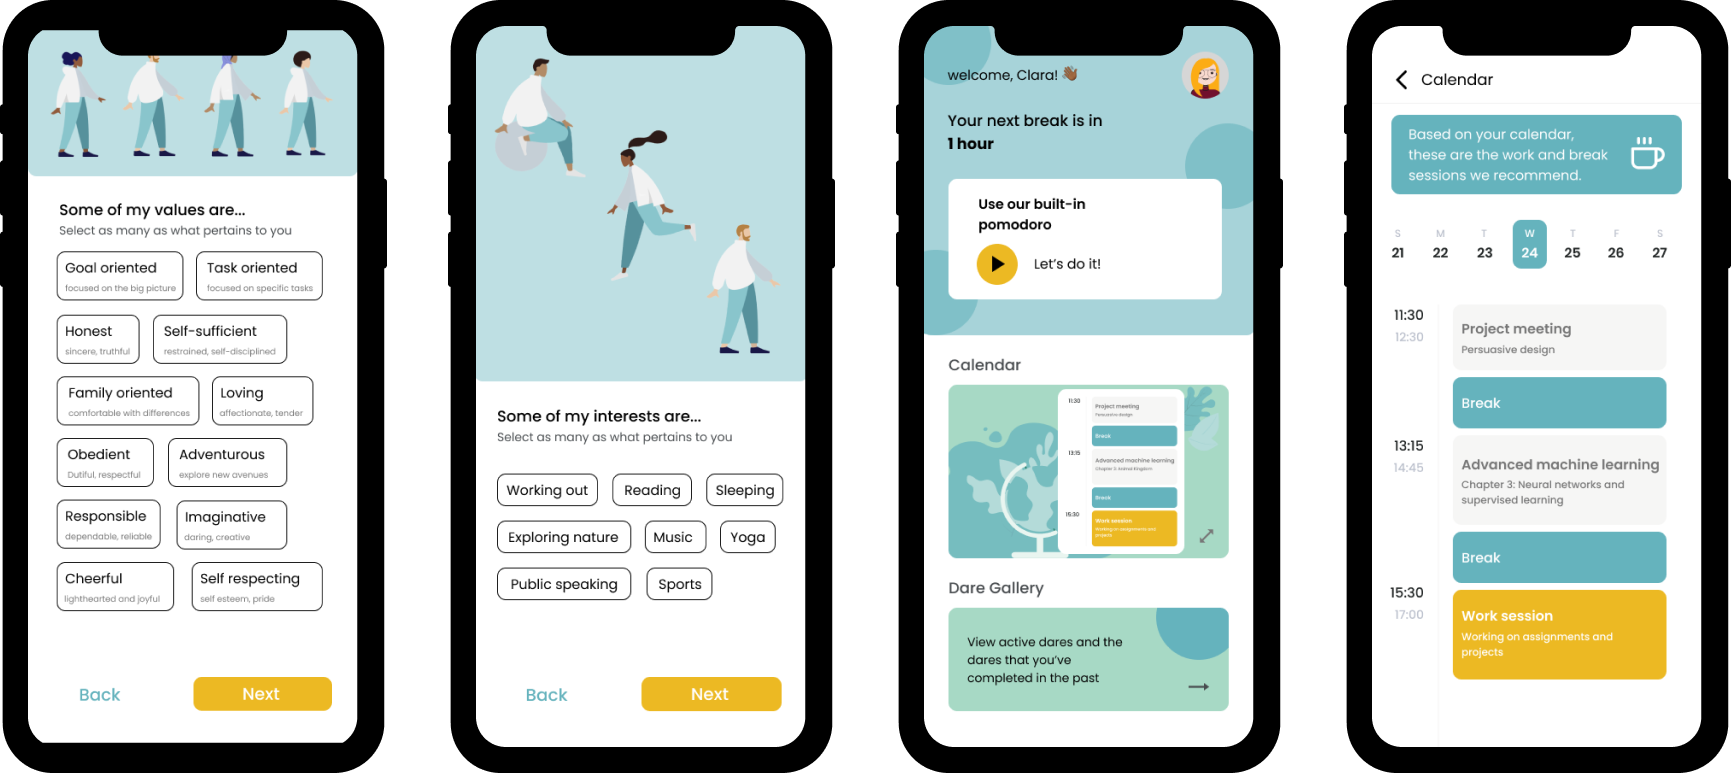 Some of my values are...
Select as many as what pertains to you
Goal oriented
focused on the big picture
Task oriented
focused on specific tasks
Honest
sincere, truthful
Self-sufficient
restrained, self-disciplined
Family oriented
comfortable with differences
Loving
affectionate, tender
Obedient
Dutiful, respectful
Adventurous
explore new avenues
Responsible
dependable, reliable
Imaginative
daring, creative
Cheerful
lighthearted and joyful
Self respecting
self esteem, pride
Back
Next
Some of my interests are...
Select as many as what pertains to you
Working out
Reading
Sleeping
Exploring nature
Music
Yoga
Public speaking
Sports
Back
Next
welcome, Clara! 👋🏾
Your next break is in
1 hour
Use our built-in
pomodoro
Let's do it!
Calendar
11:30
Project meeting
Persuasive design
Break
13:15
Advanced machine learning
Chapter 3: Animal Kingdom
Break
15:30
Work session
Working on assignments and
projects
Dare Gallery
View active dares and the
dares that you've
completed in the past
Calendar
Based on your calendar,
these are the work and break
sessions we recommend.
S M T W T F S
21 22 23 24 25 26 27
11:30
12:30
Project meeting
Persuasive design
Break
13:15
14:45
Advanced machine learning
Chapter 3: Neural networks and
supervised learning
Break
15:30
17:00
Work session
Working on assignments and
projects